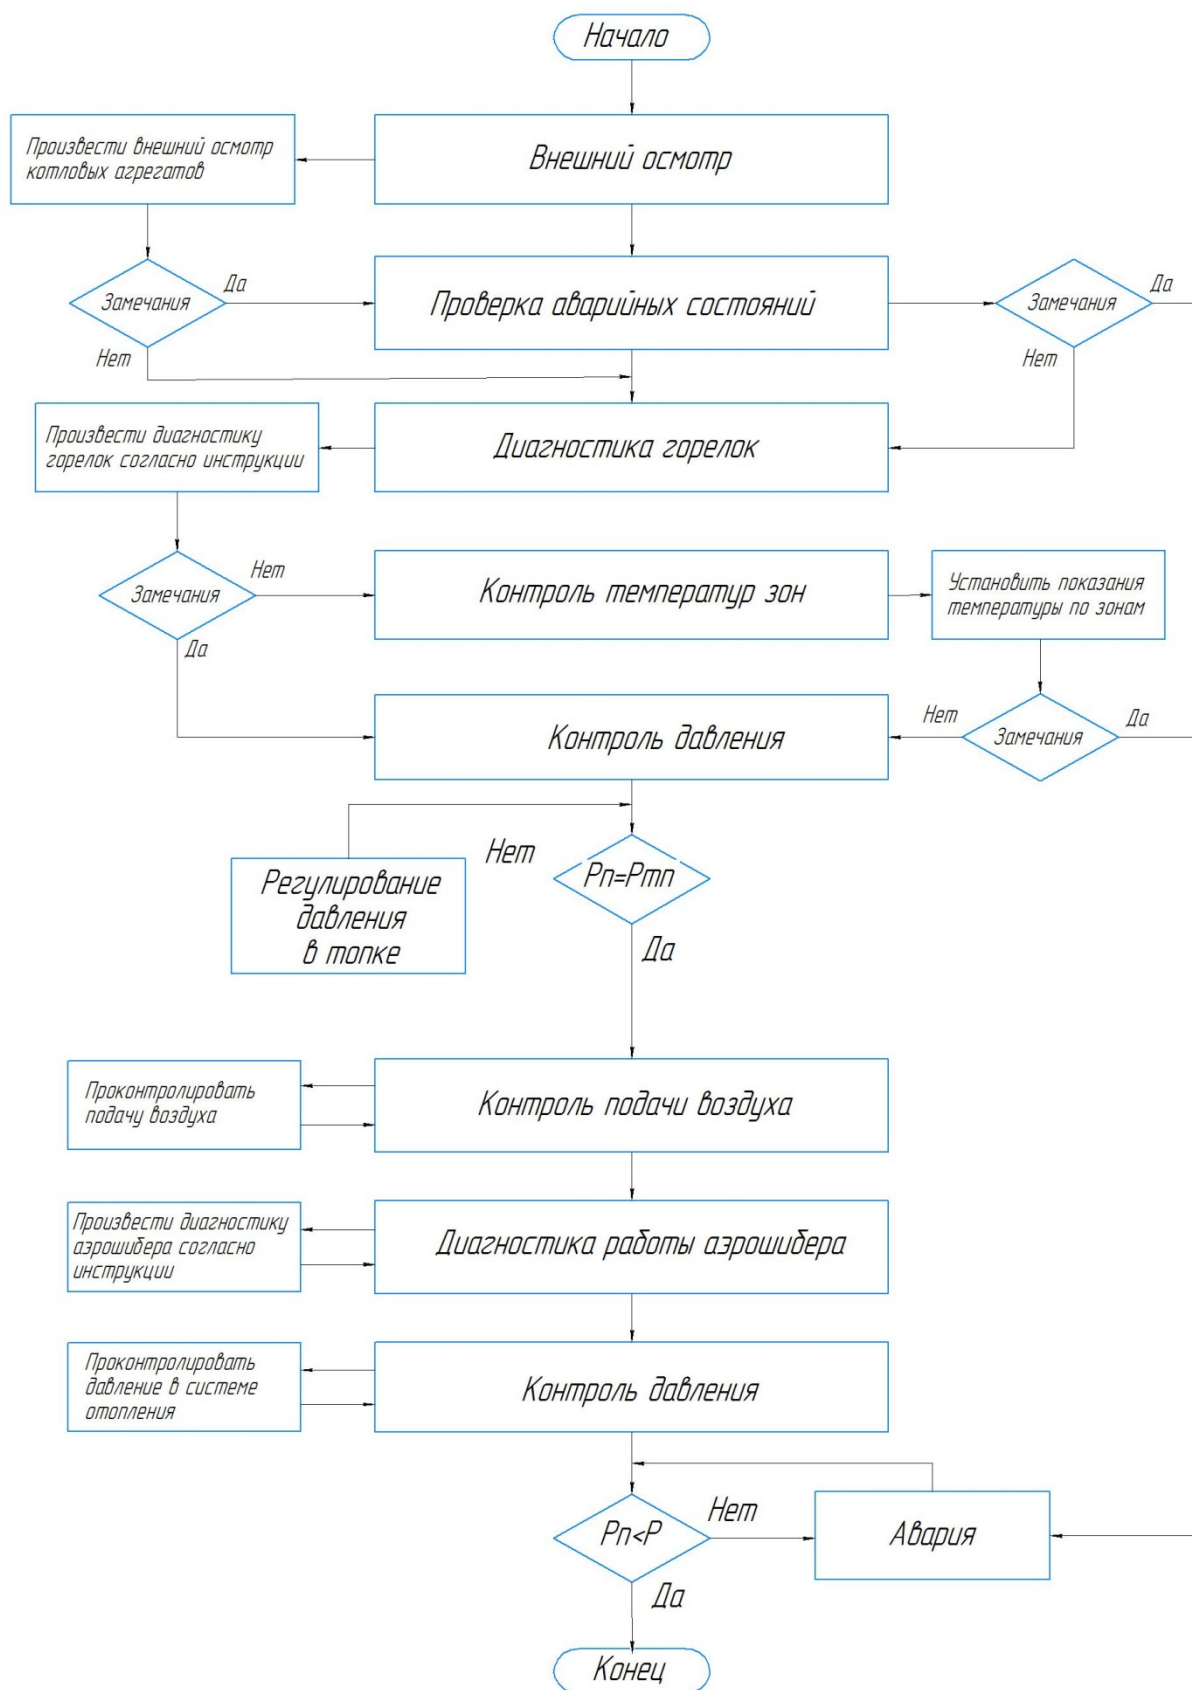 Начало
Произвести внешний осмотр
котловых агрегатов
Внешний осмотр
Замечания
Да
Нет
Проверка аварийных состояний
Замечания
Да
Нет
Произвести диагностику
горелок согласно инструкции
Диагностика горелок
Замечания
Нет
Да
Контроль температур зон
Установить показания
температуры по зонам
Контроль давления
Нет
Замечания
Да
Регулирование
давления
в топке
Нет
Рп=Ртп
Да
Проконтролировать
подачу воздуха
Контроль подачи воздуха
Произвести диагностику
аэрошибера согласно
инструкции
Диагностика работы аэрошибера
Проконтролировать
давление в системе
отопления
Контроль давления
Рп<Р
Нет
Авария
Да
Конец